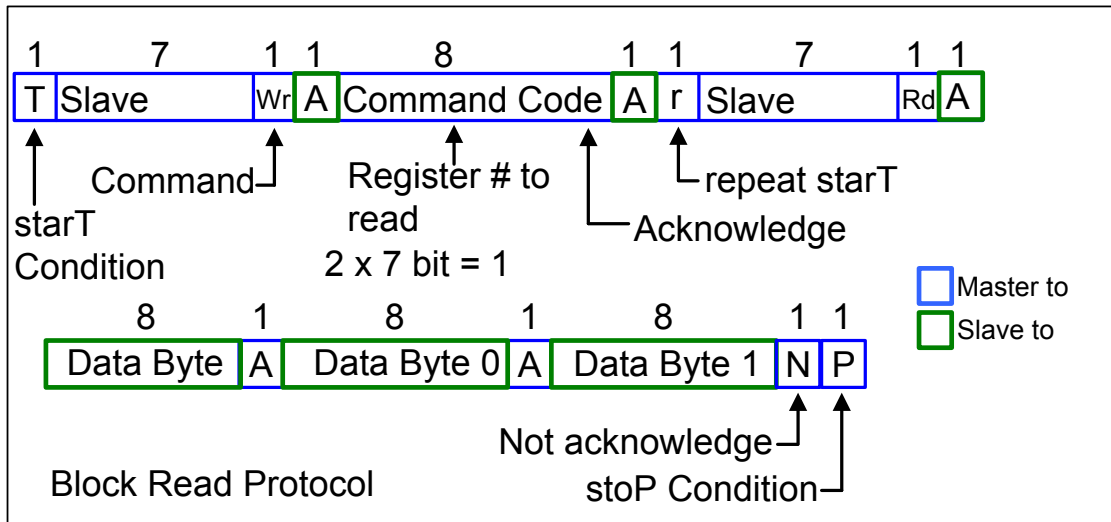 1 7 1 1 8 1 1 7 1 1
T Slave Wr A Command Code A r Slave Rd A
Command
Register # to
read
2 x 7 bit = 1
repeat starT
Acknowledge
starT
Condition
Master to
Slave to
8 1 8 1 8 1 1
Data Byte A Data Byte 0 A Data Byte 1 N P
Not acknowledge
stoP Condition
Block Read Protocol